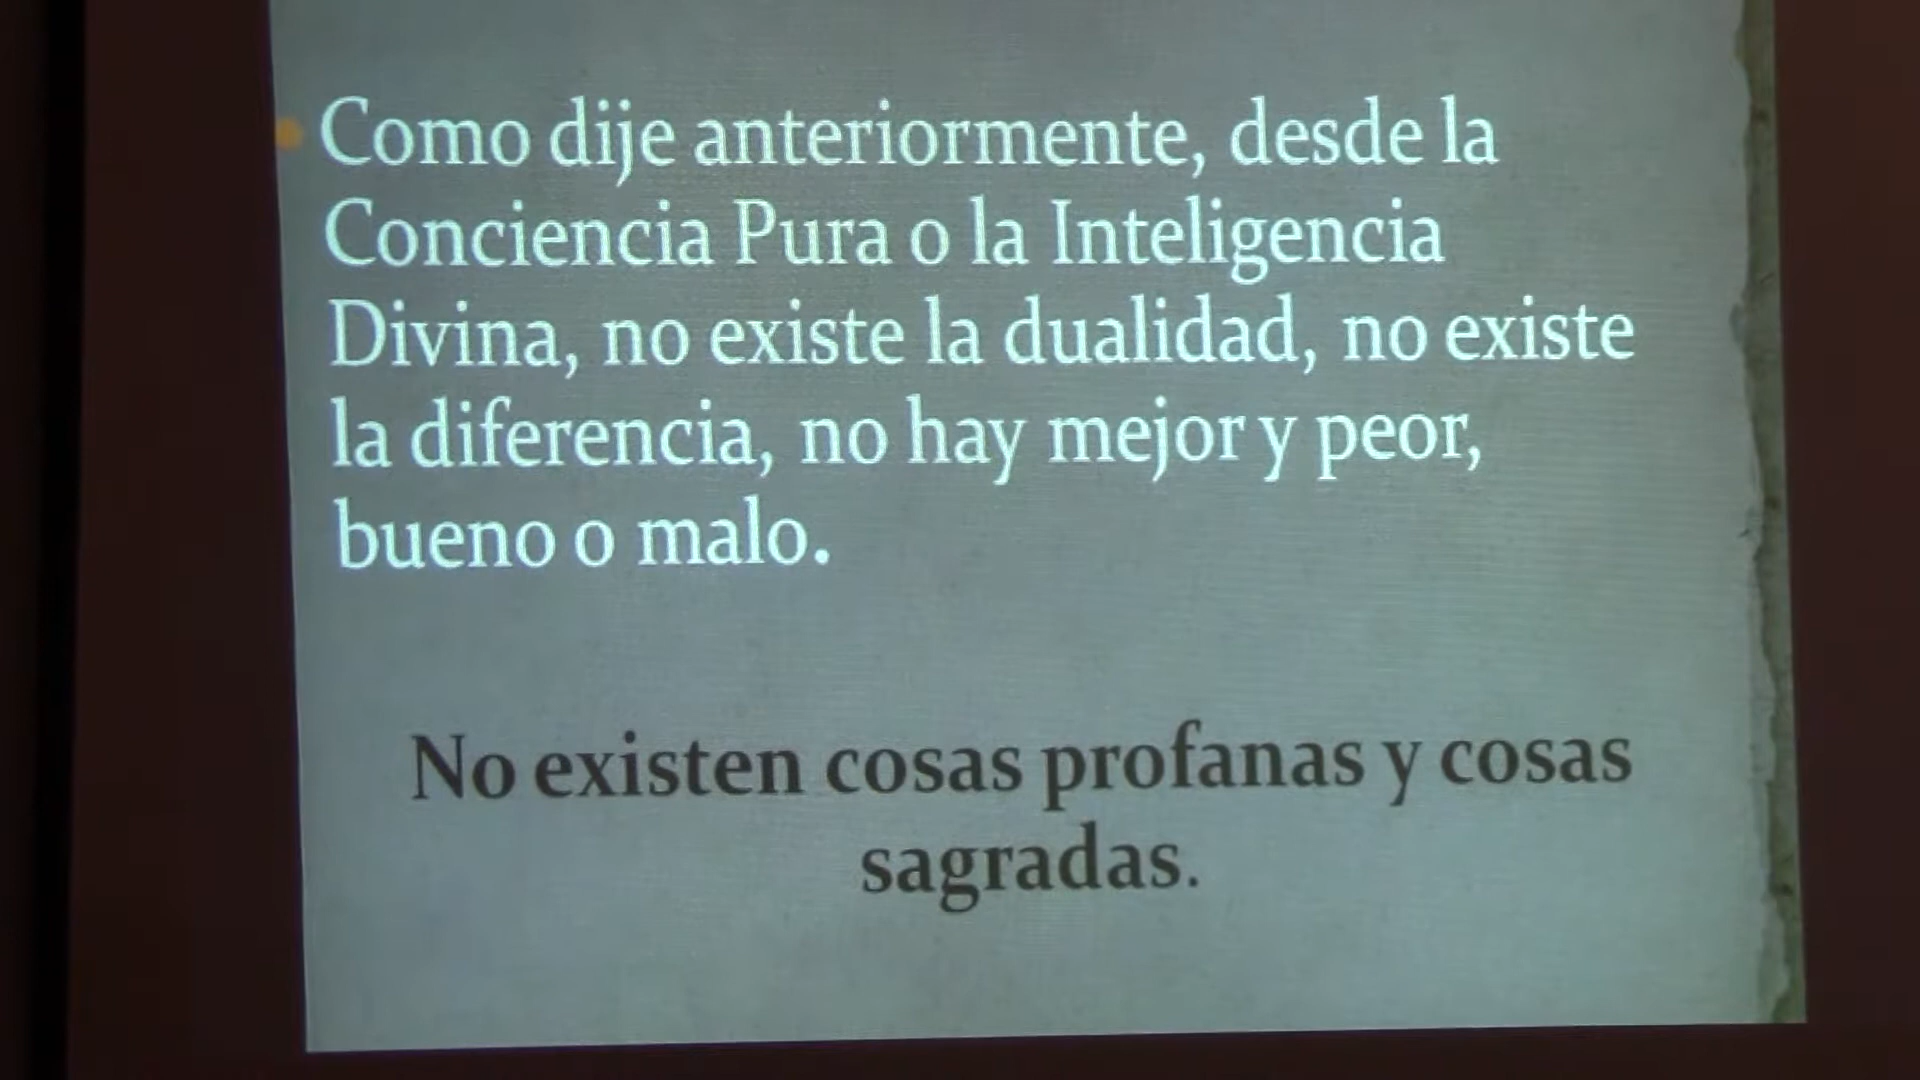 Como dije anteriormente, desde la
Conciencia Pura o la Inteligencia
Divina, no existe la dualidad, no existe
la diferencia, no hay mejor y peor,
bueno o malo.
No existen cosas profanas y cosas
sagradas.